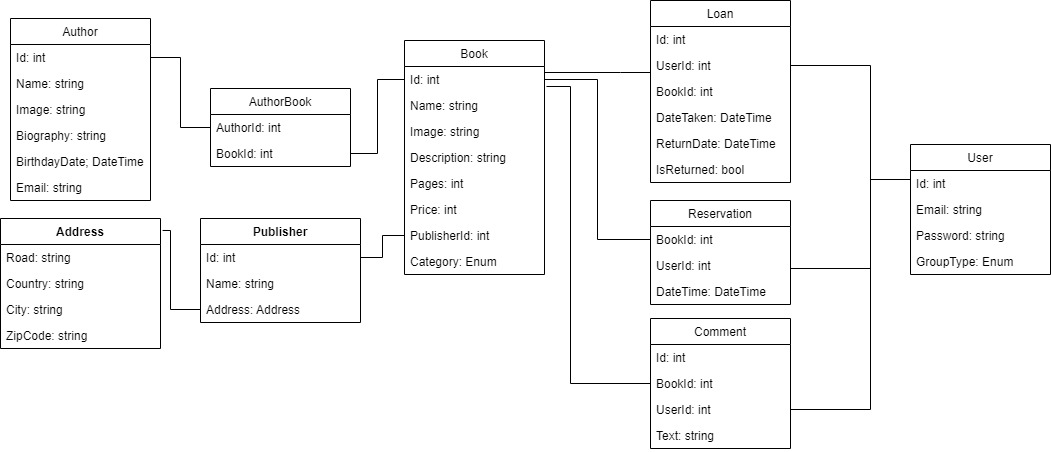 Author
Id: int
Name: string
Image: string
Biography: string
BirthdayDate; DateTime
Email: string
Address
Road: string
Country: string
City: string
ZipCode: string
AuthorBook
AuthorId: int
BookId: int
Publisher
Id: int
Name: string
Address: Address
Book
Id: int
Name: string
Image: string
Description: string
Pages: int
Price: int
PublisherId: int
Category: Enum
Loan
Id: int
UserId: int
BookId: int
DateTaken: DateTime
ReturnDate: DateTime
IsReturned: bool
Reservation
BookId: int
UserId: int
DateTime: DateTime
Comment
Id: int
BookId: int
UserId: int
Text: string
User
Id: int
Email: string
Password: string
GroupType: Enum